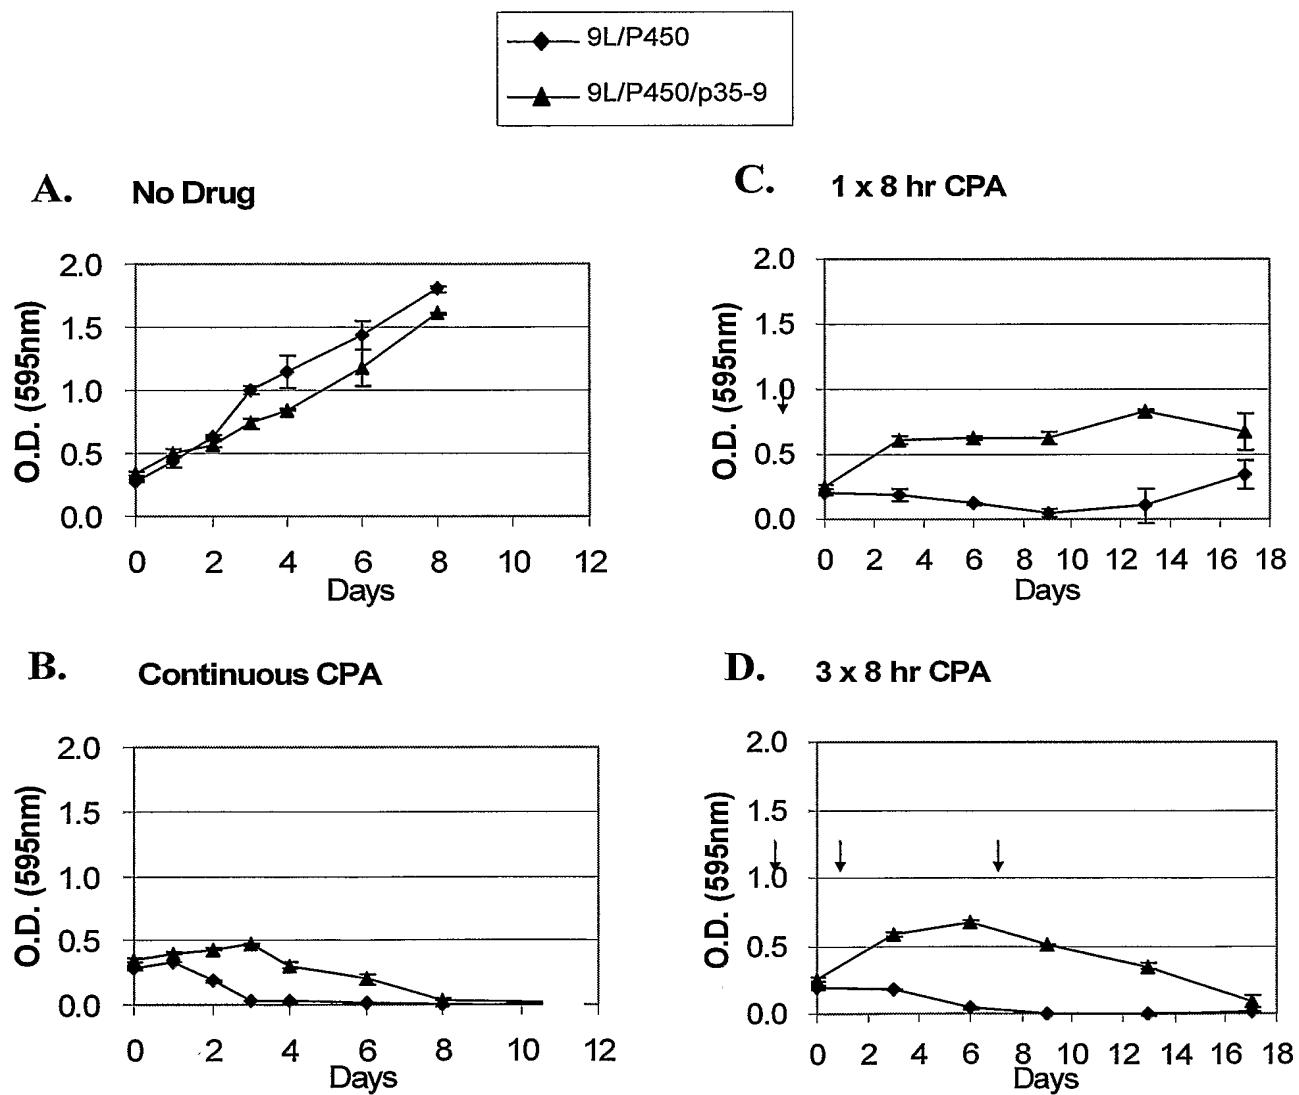 9L/P450
9L/P450/p35-9
A. No Drug
2.0
1.5
1.0
0.5
0.0
O.D. (595nm)
0 2 4 6 8 10 12
Days
B. Continuous CPA
2.0
1.5
1.0
0.5
0.0
O.D. (595nm)
0 2 4 6 8 10 12
Days
C. 1 x 8 hr CPA
2.0
1.5
1.0
0.5
0.0
O.D. (595nm)
0 2 4 6 8 10 12 14 16 18
Days
D. 3 x 8 hr CPA
2.0
1.5
1.0
0.5
0.0
O.D. (595nm)
0 2 4 6 8 10 12 14 16 18
Days